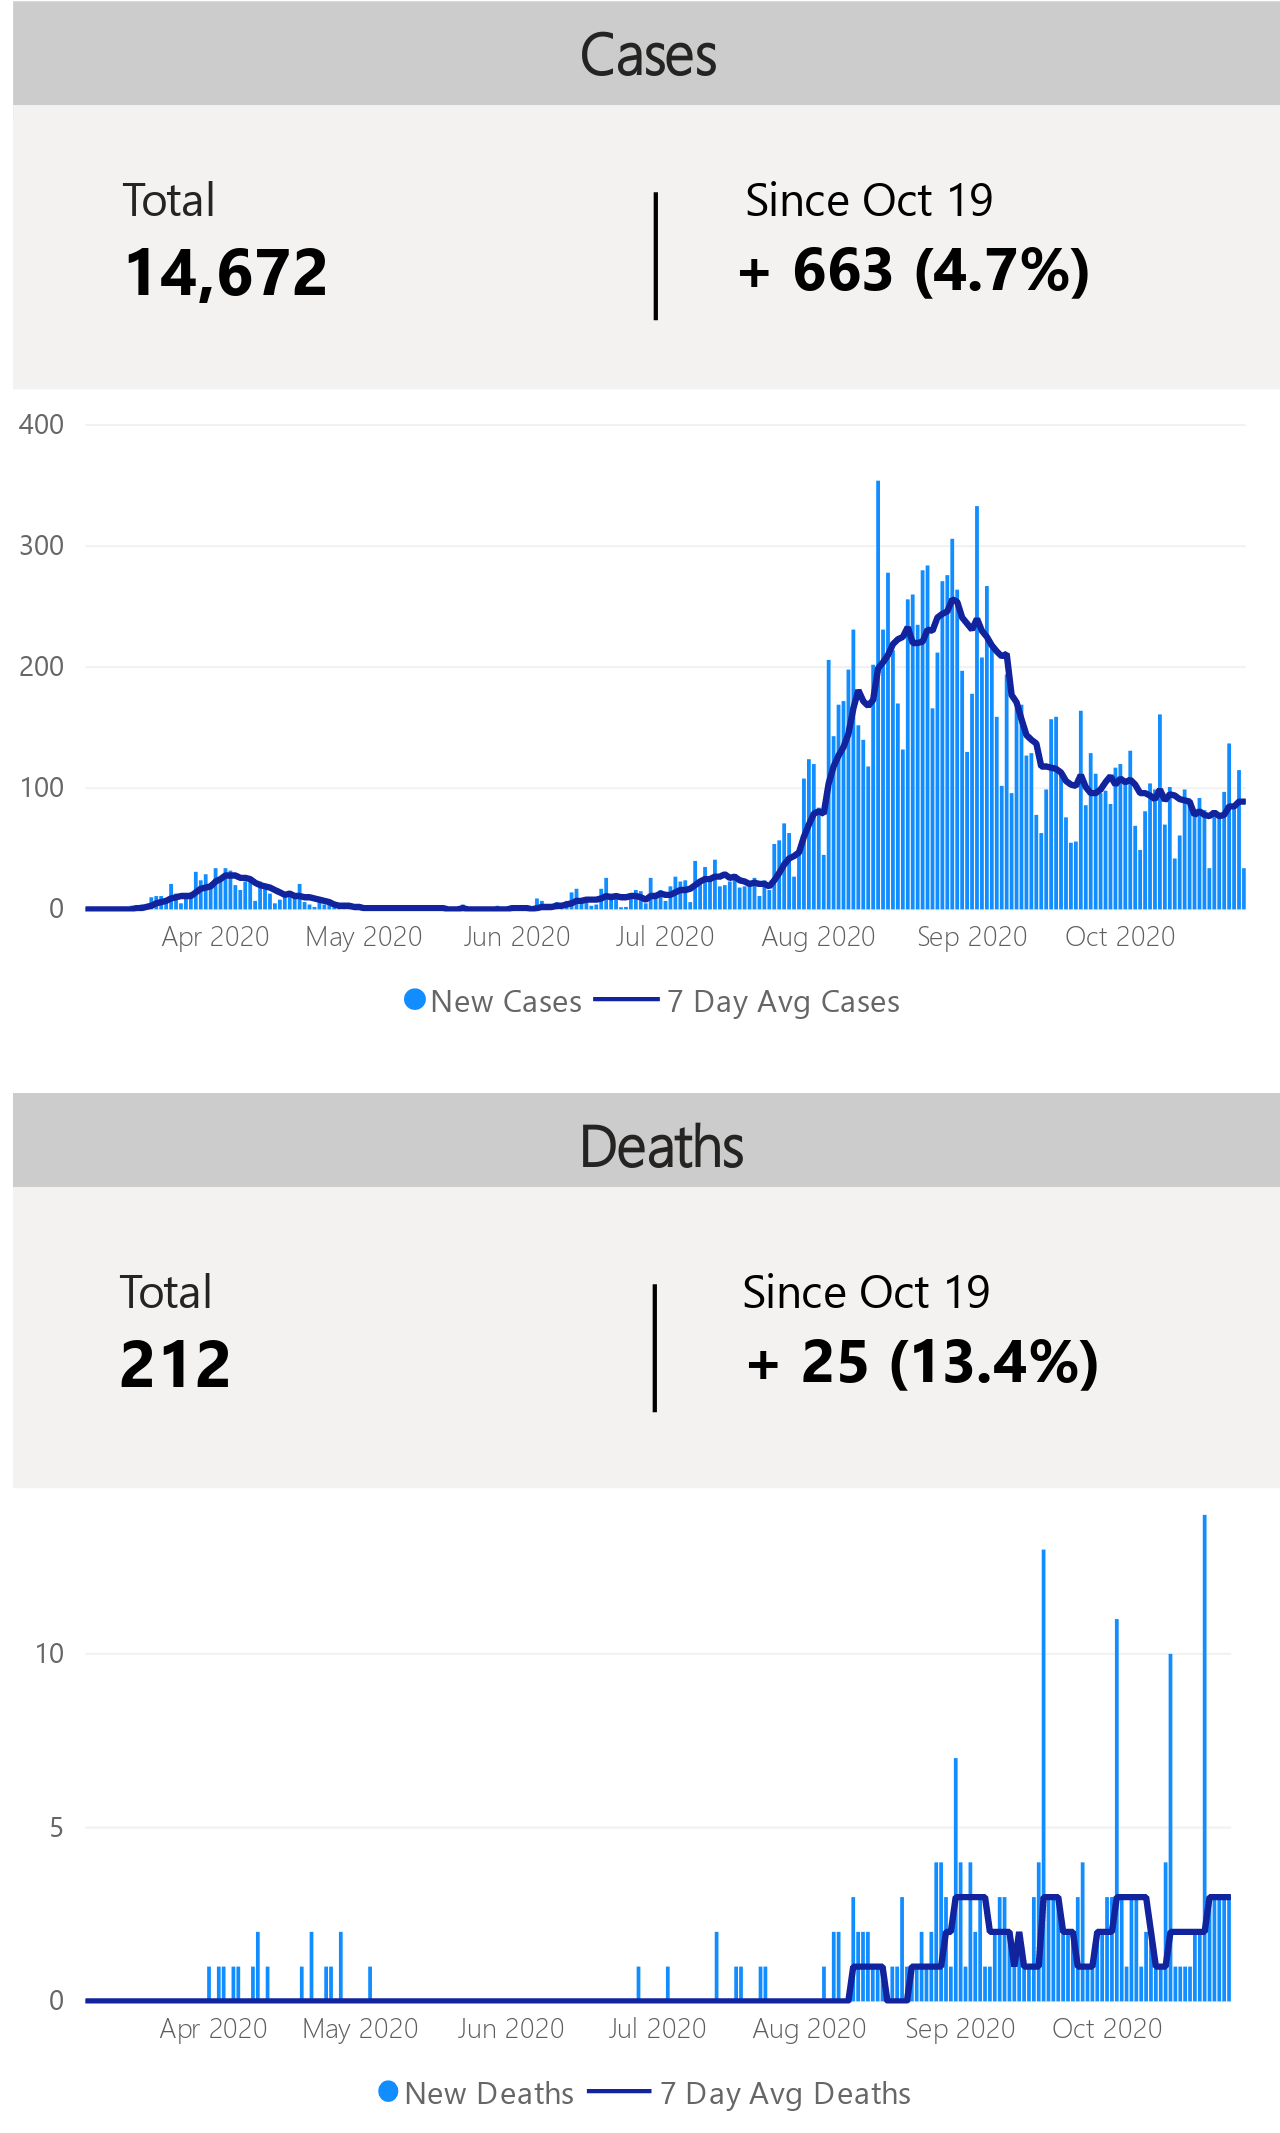 Cases
Total
Since Oct 19
14,672
+ 663 (4.7%)
400
300
200
100
0
Apr 2020 May 2020 Jun 2020 Jul 2020 Aug 2020 Sep 2020 Oct 2020
New Cases 7 Day Avg Cases
Deaths
Total
Since Oct 19
212
+ 25 (13.4%)
10
5
0
Apr 2020 May 2020 Jun 2020 Jul 2020 Aug 2020 Sep 2020 Oct 2020
New Deaths 7 Day Avg Deaths